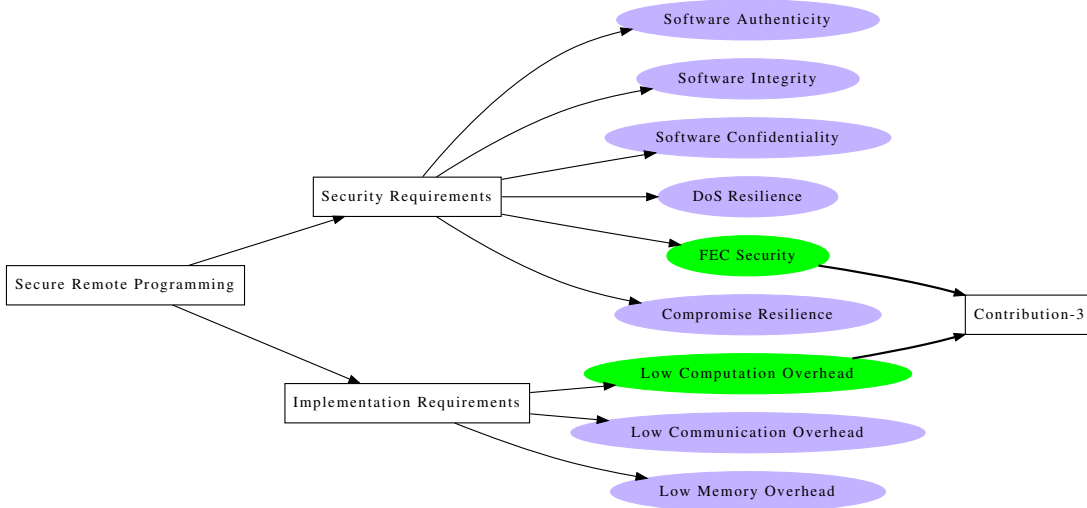 Software Authenticity
Software Integrity
Software Confidentiality
Security Requirements
DoS Resilience
FEC Security
Secure Remote Programming
Compromise Resilience
Contribution-3
Low Computation Overhead
Implementation Requirements
Low Communication Overhead
Low Memory Overhead